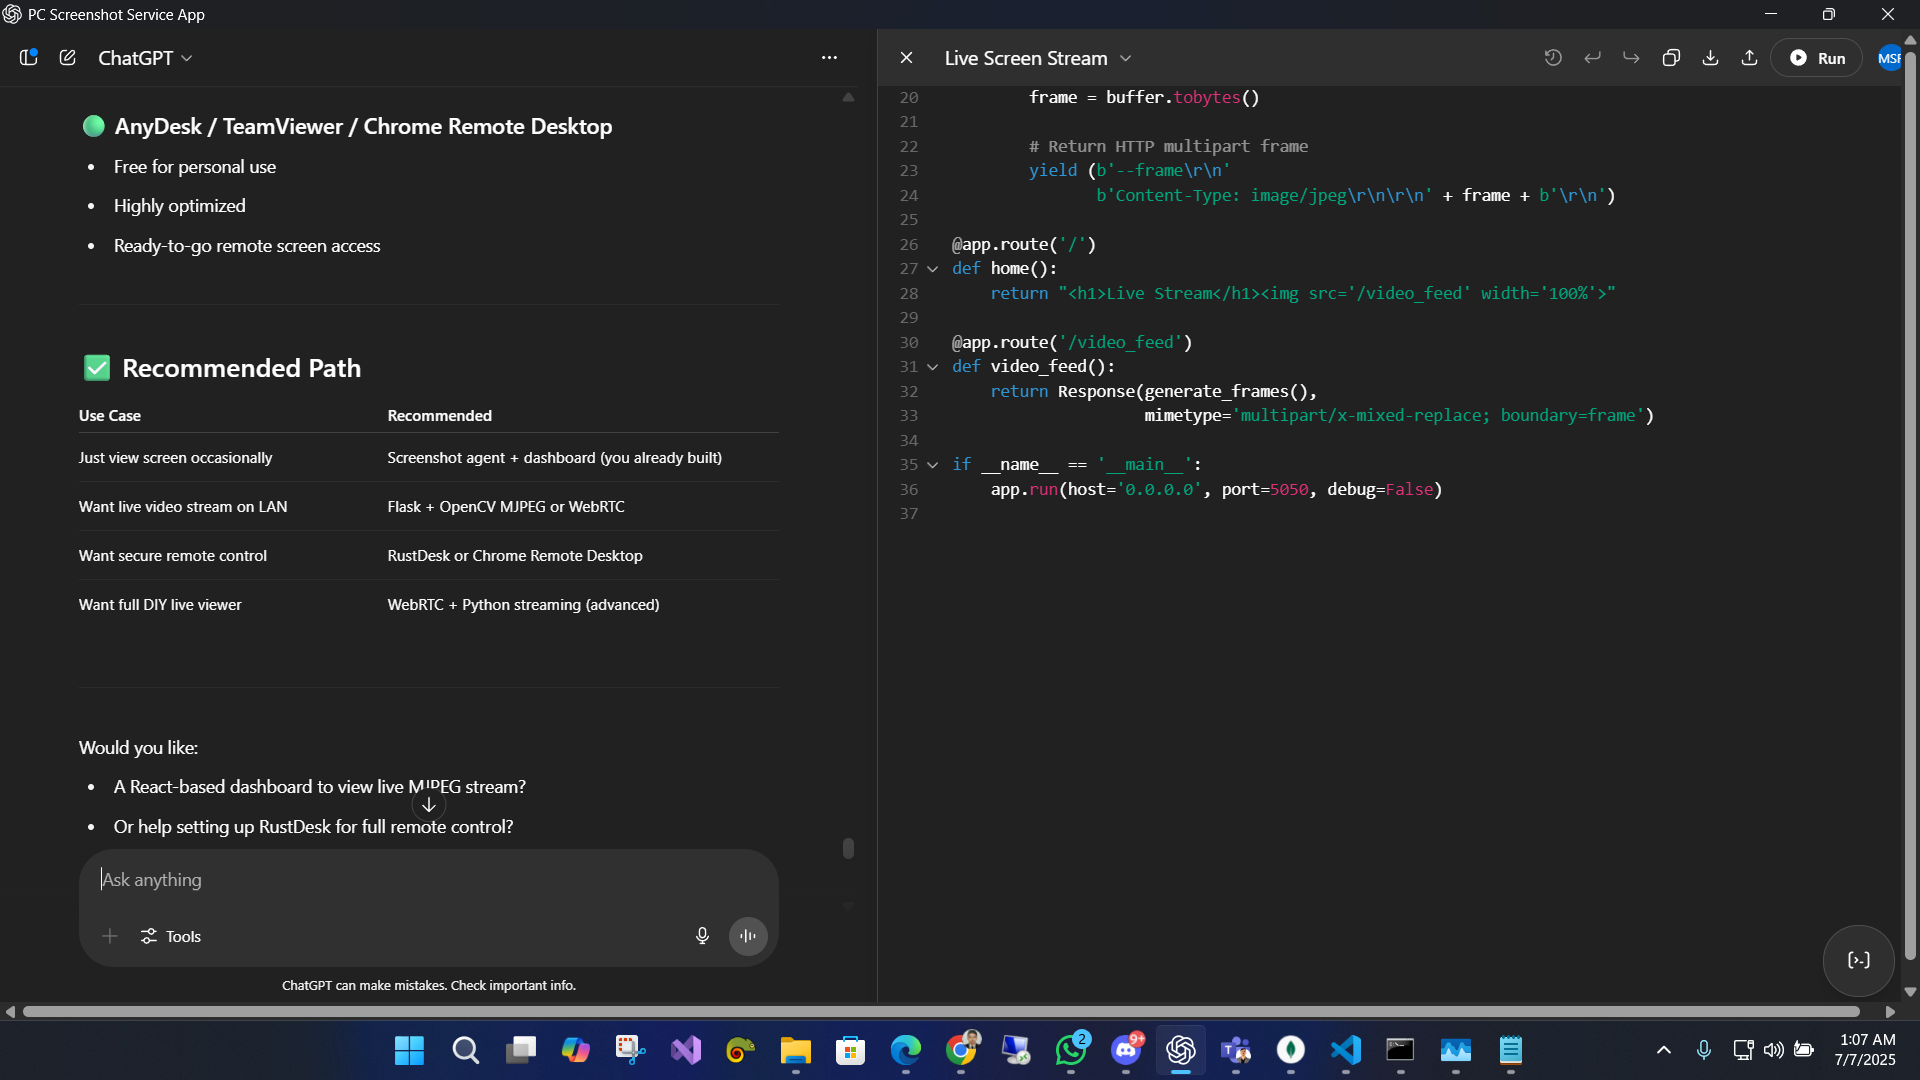 PC Screenshot Service App
ChatGPT
AnyDesk / TeamViewer / Chrome Remote Desktop
• Free for personal use
• Highly optimized
• Ready-to-go remote screen access
✅ Recommended Path
Use Case Recommended
Just view screen occasionally Screenshot agent + dashboard (you already built)
Want live video stream on LAN Flask + OpenCV MJPEG or WebRTC
Want secure remote control RustDesk or Chrome Remote Desktop
Want full DIY live viewer WebRTC + Python streaming (advanced)
Would you like:
• A React-based dashboard to view live MJPEG stream?
• Or help setting up RustDesk for full remote control?
Ask anything
Tools
ChatGPT can make mistakes. Check important info.
Live Screen Stream
Run
MSF
20         frame = buffer.tobytes()
21
22         # Return HTTP multipart frame
23         yield (b'--frame\r\n'
24                b'Content-Type: image/jpeg\r\n\r\n' + frame + b'\r\n')
25
26 @app.route('/')
27 def home():
28     return "<h1>Live Stream</h1><img src='/video_feed' width='100%'>"
29
30 @app.route('/video_feed')
31 def video_feed():
32     return Response(generate_frames(),
33                     mimetype='multipart/x-mixed-replace; boundary=frame')
34
35 if __name__ == '__main__':
36     app.run(host='0.0.0.0', port=5050, debug=False)
37
2
9+
1:07 AM
7/7/2025